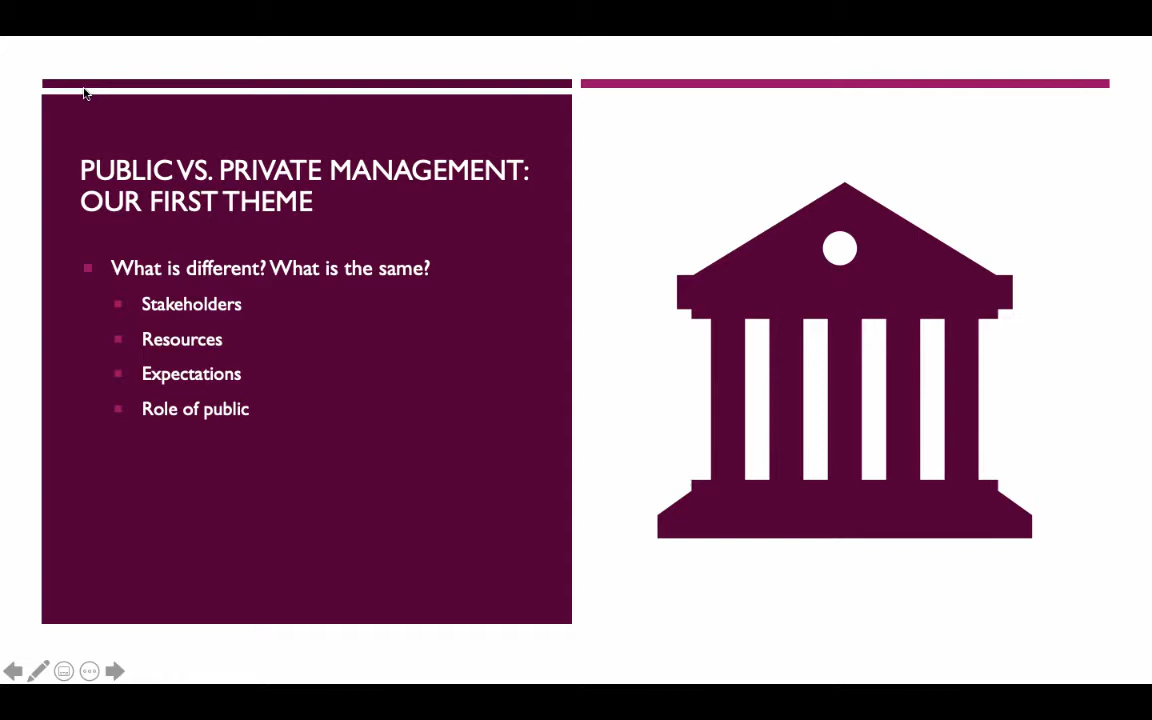 PUBLIC VS. PRIVATE MANAGEMENT:
OUR FIRST THEME
What is different? What is the same?
Stakeholders
Resources
Expectations
Role of public